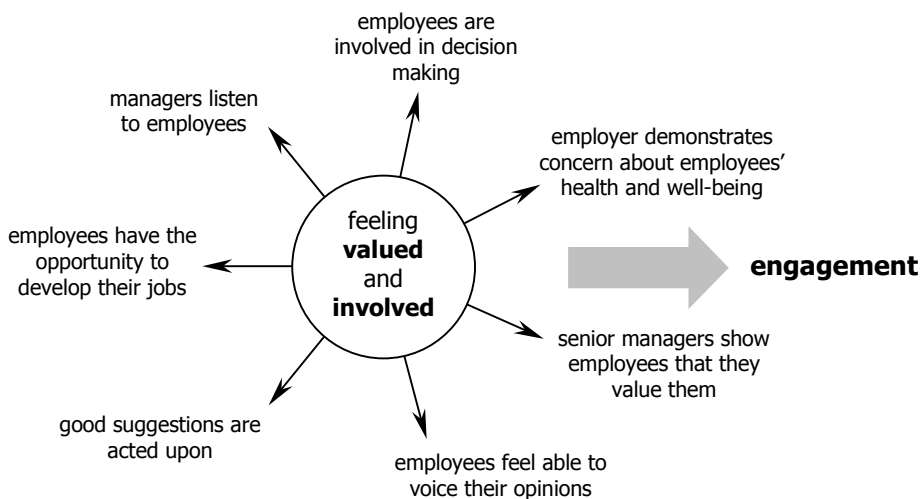 employees are
involved in decision
making
managers listen
to employees
employer demonstrates
concern about employees’
health and well-being
feeling
valued
and
involved
employees have the
opportunity to
develop their jobs
engagement
senior managers show
employees that they
value them
good suggestions are
acted upon
employees feel able to
voice their opinions